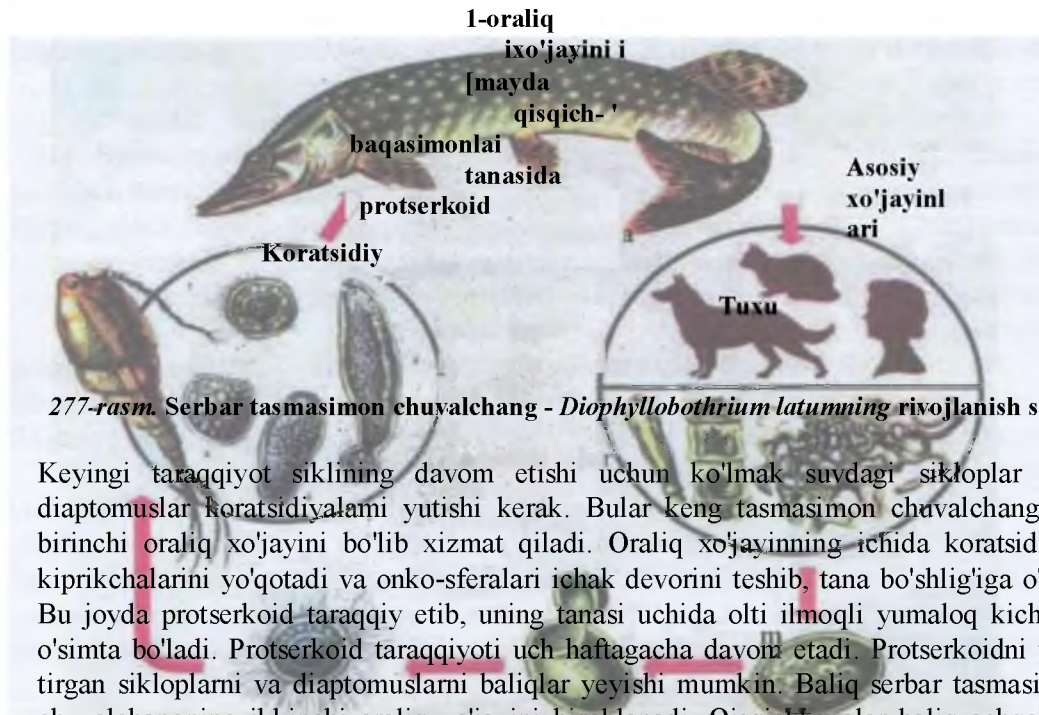 1-oraliq
ixo'jayini i
[mayda
qisqich-'
baqasimonlai
tanasida
protserkoid
Koratsidiy
Asosiy
xo'jayinl
ari
Tuxu
277-rasm. Serbar tasmasimon chuvalchang - Diophyllobothrium latumning rivojlanish s
Keyingi taraqqiyot siklining davom etishi uchun ko'lmak suvdagi sikloplar
diaptomuslar koratsidiyalami yutishi kerak. Bular keng tasmasimon chuvalchang
birinchi oraliq xo'jayini bo'lib xizmat qiladi. Oraliq xo'jayinning ichida koratsid
kiprikchalarini yo'qotadi va onko-sferalari ichak devorini teshib, tana bo'shlig'iga o'
Bu joyda protserkoid taraqqiy etib, uning tanasi uchida olti ilmoqli yumaloq kich
o'simta bo'ladi. Protserkoid taraqqiyoti uch haftagacha davom etadi. Protserkoidni
tirgan sikloplarni va diaptomuslarni baliqlar yeyishi mumkin. Baliq serbar tasmasi